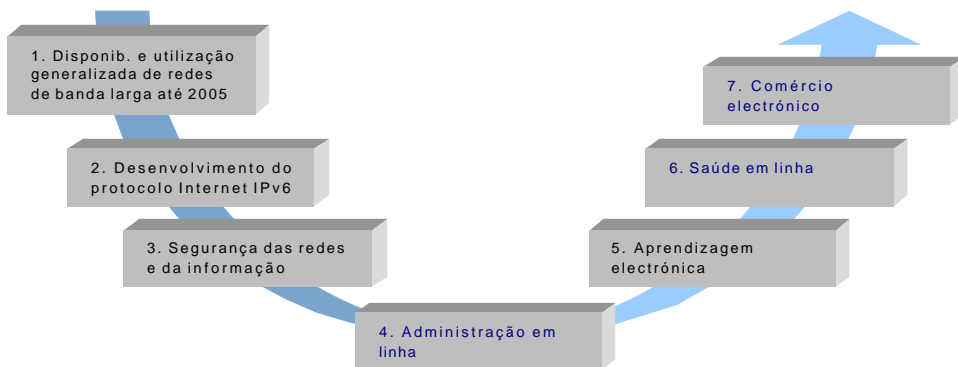 1. Disponib. e utilização
generalizada de redes
de banda larga até 2005
2. Desenvolvimento do
protocolo Internet IPv6
3. Segurança das redes
e da informação
4. Administração em
linha
5. Aprendizagem
electrónica
6. Saúde em linha
7. Comércio
electrónico